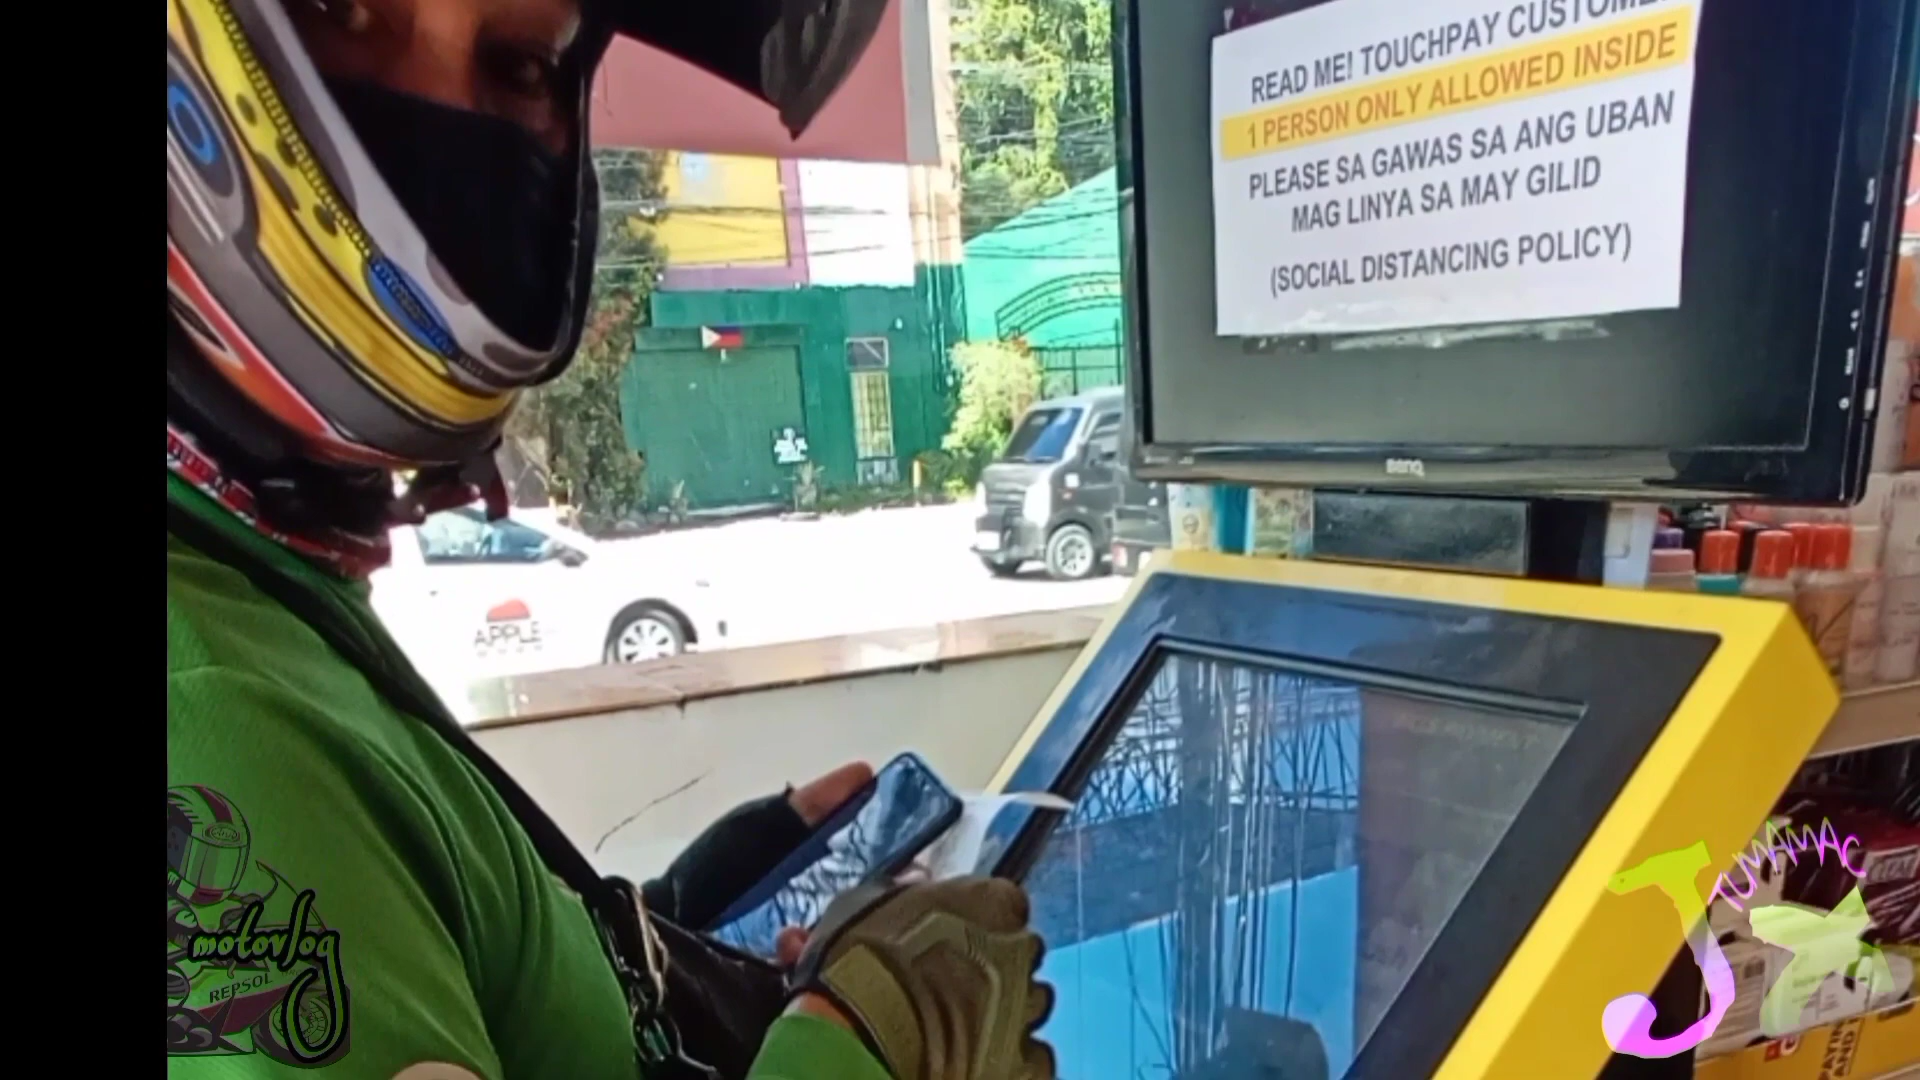 READ ME! TOUCHPAY CUSTOME
1 PERSON ONLY ALLOWED INSIDE
PLEASE SA GAWAS SA ANG UBAN
MAG LINYA SA MAY GILID
(SOCIAL DISTANCING POLICY)
BenQ
APPLE
motovlog
REPSOL
J TUMAMAC